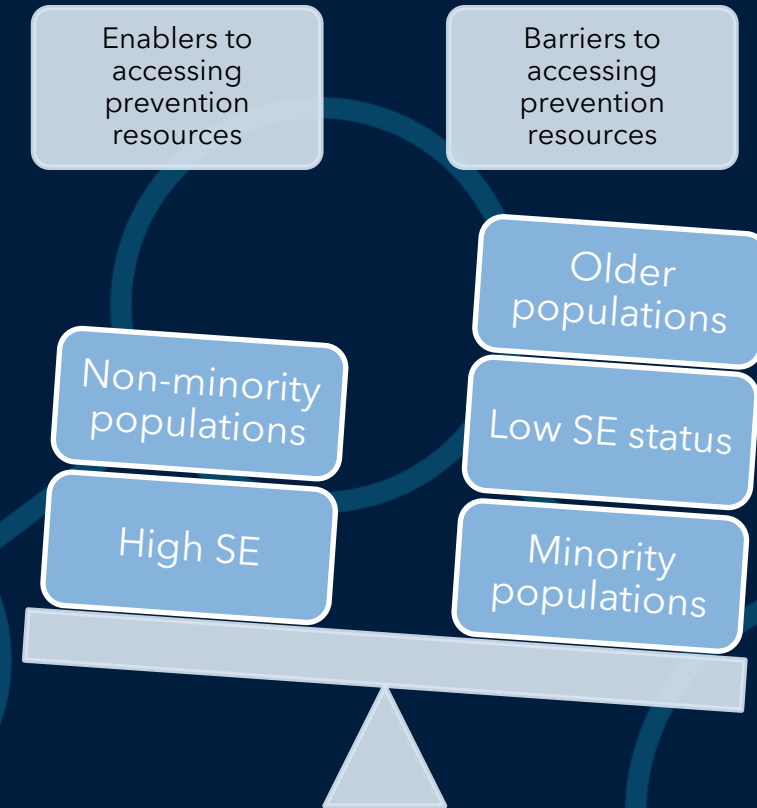 Enablers to
accessing
prevention
resources
Barriers to
accessing
prevention
resources
Non-minority
populations
High SE
Older
populations
Low SE status
Minority
populations